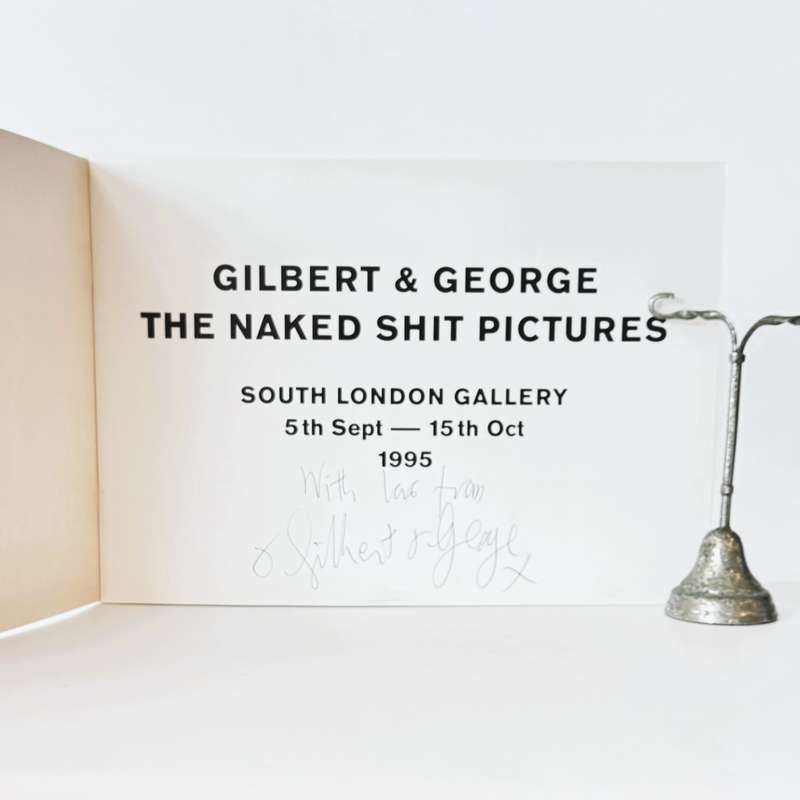 GILBERT & GEORGE
THE NAKED SHIT PICTURES
SOUTH LONDON GALLERY
5th Sept — 15th Oct
1995
With love from
x Gilbert & George x